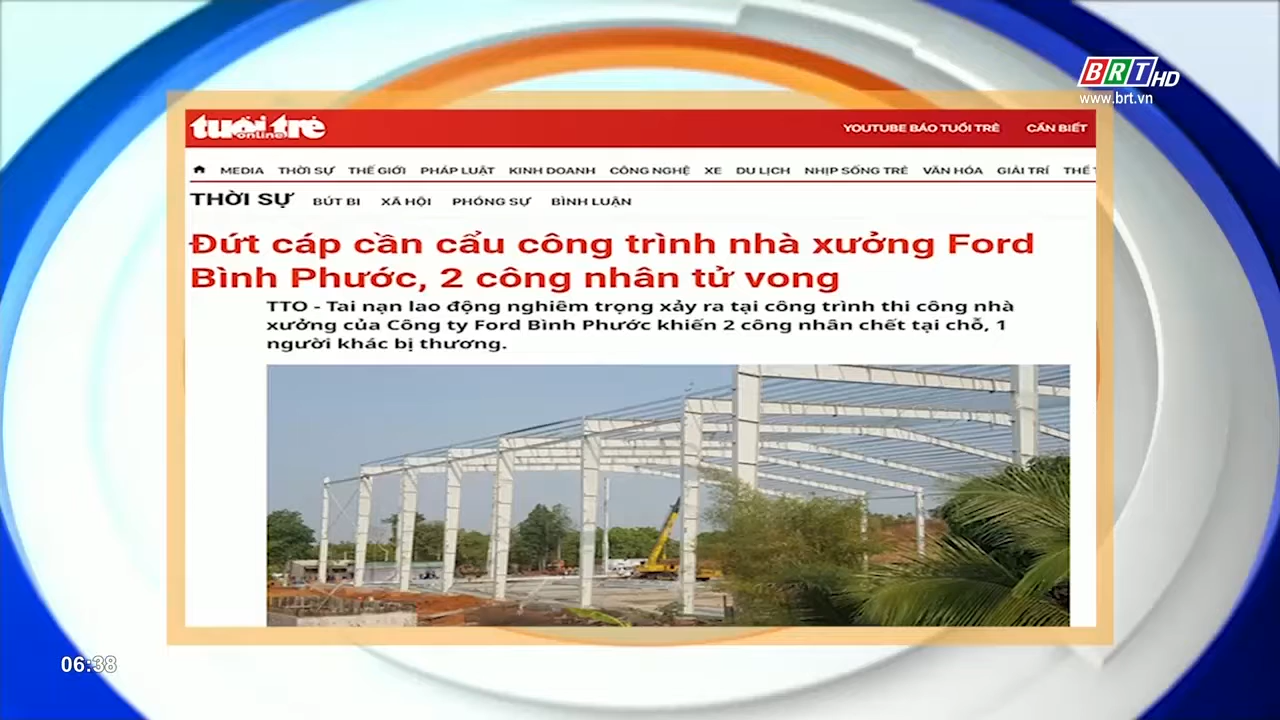 BRT HD
www.brt.vn
tuổi trẻ
online
YOUTUBE BÁO TUỔI TRẺ CẦN BIẾT
MEDIA THỜI SỰ THẾ GIỚI PHÁP LUẬT KINH DOANH CÔNG NGHỆ XE DU LỊCH NHỊP SỐNG TRẺ VĂN HÓA GIẢI TRÍ THỂ T
THỜI SỰ BÚT BI XÃ HỘI PHÓNG SỰ BÌNH LUẬN
Đứt cáp cần cẩu công trình nhà xưởng Ford
Bình Phước, 2 công nhân tử vong
TTO - Tai nạn lao động nghiêm trọng xảy ra tại công trình thi công nhà
xưởng của Công ty Ford Bình Phước khiến 2 công nhân chết tại chỗ, 1
người khác bị thương.
06:38